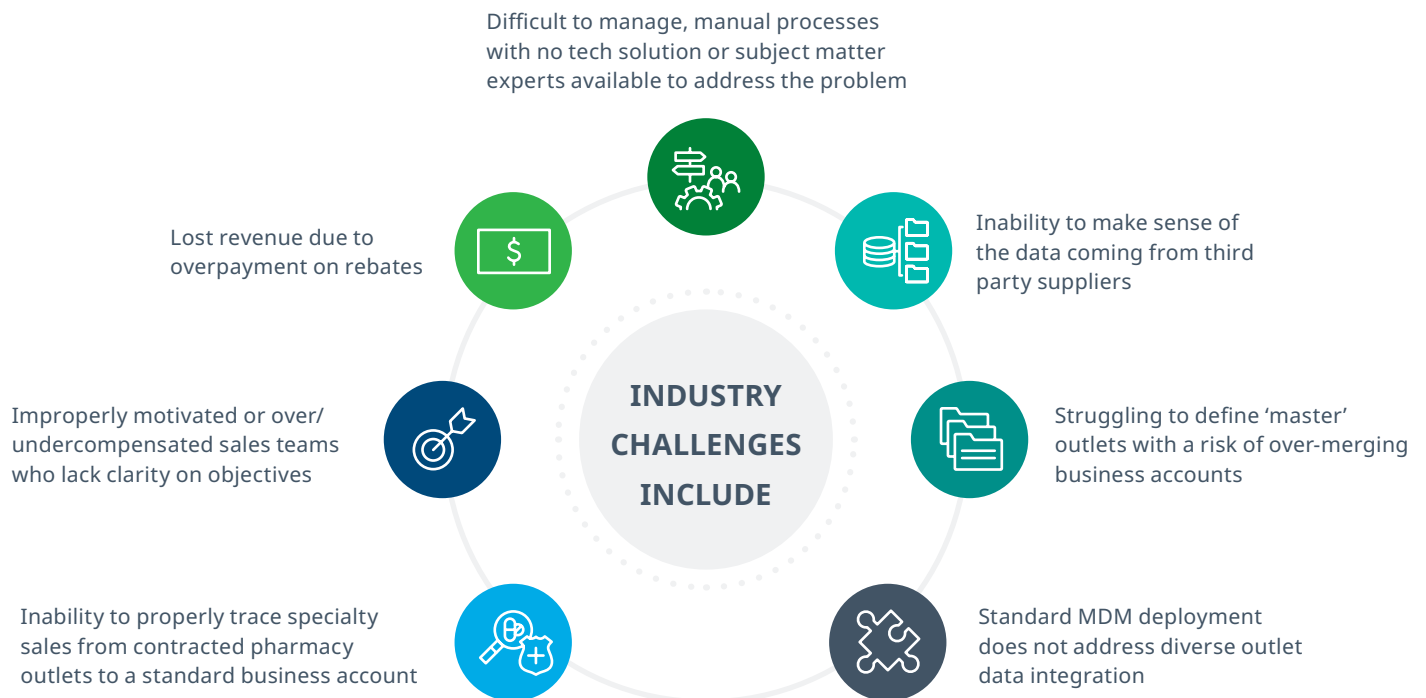 Difficult to manage, manual processes
with no tech solution or subject matter
experts available to address the problem
Lost revenue due to
overpayment on rebates
$
Inability to make sense of
the data coming from third
party suppliers
INDUSTRY
CHALLENGES
INCLUDE
Improperly motivated or over/
undercompensated sales teams
who lack clarity on objectives
Struggling to define ‘master’
outlets with a risk of over-merging
business accounts
Inability to properly trace specialty
sales from contracted pharmacy
outlets to a standard business account
Standard MDM deployment
does not address diverse outlet
data integration